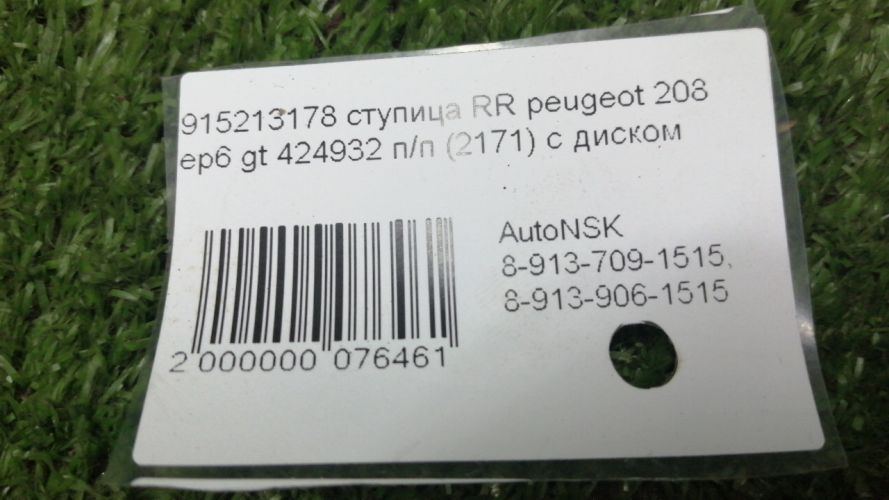 915213178 ступица RR peugeot 208
ep6 gt 424932 п/п (2171) с диском
AutoNSK
8-913-709-1515,
8-913-906-1515
2 000000 076461